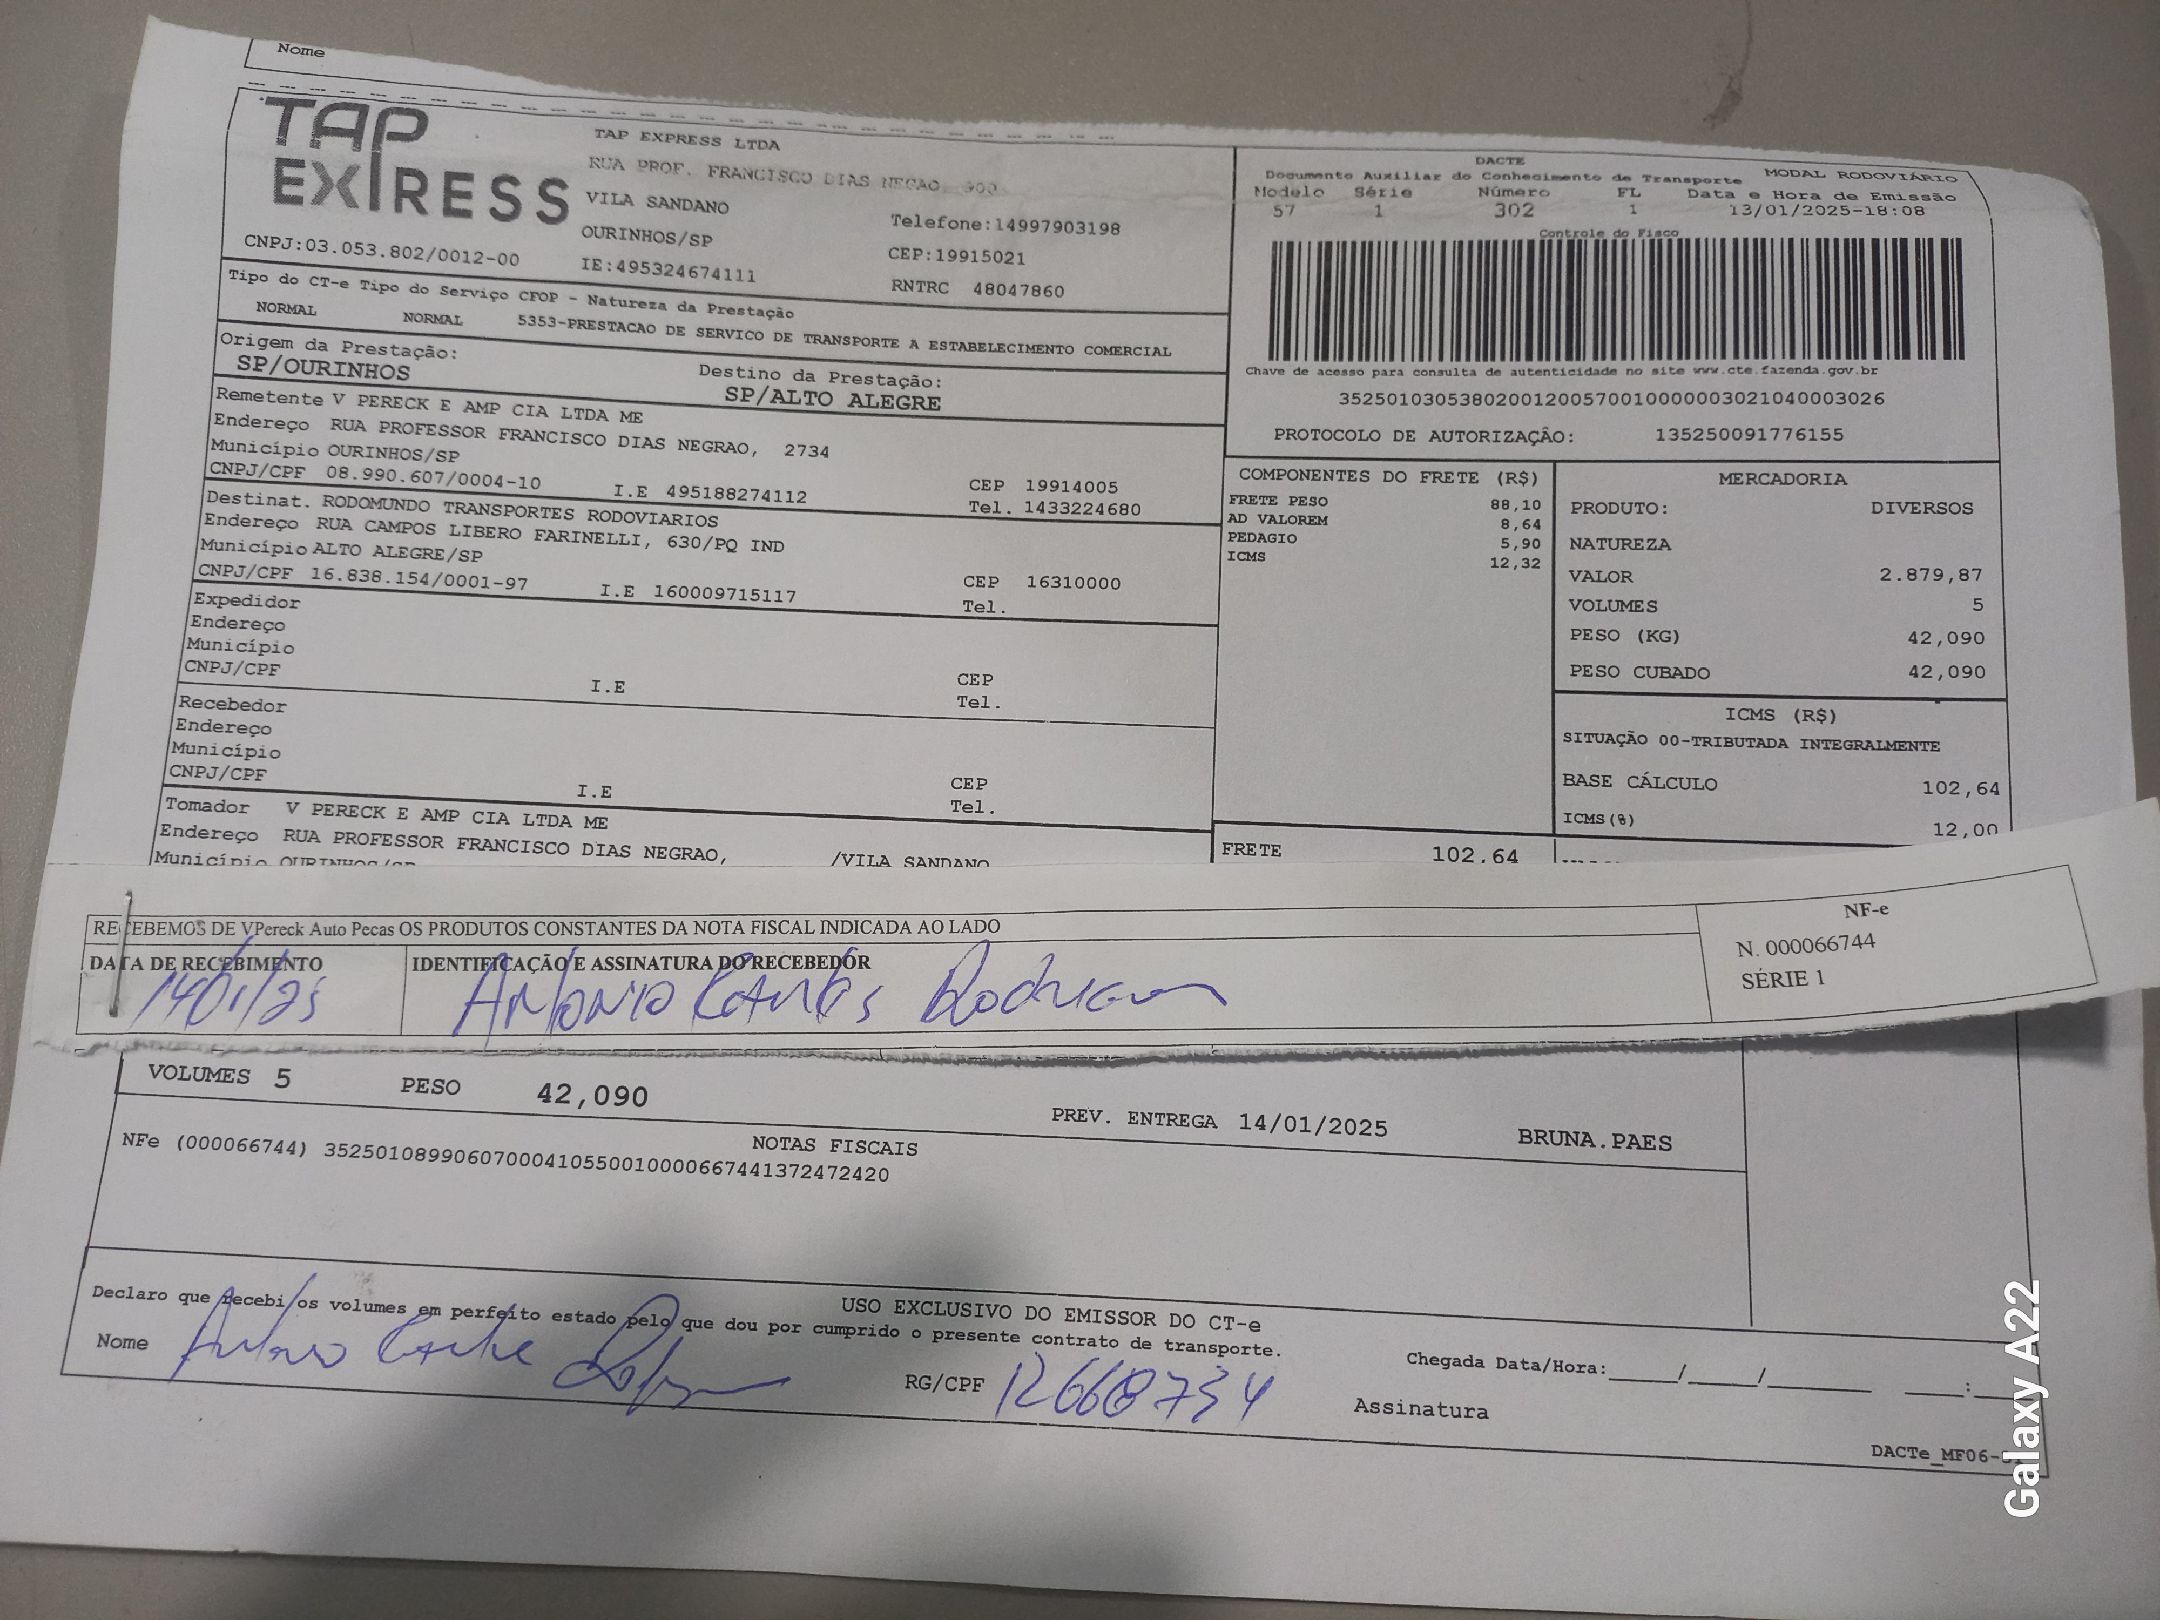 Nome
TAP EXPRESS
TAP EXPRESS LTDA
RUA PROF. FRANCISCO DIAS NEGAO, 900
VILA SANDANO
OURINHOS/SP
Telefone:14997903198
CNPJ:03.053.802/0012-00
IE:495324674111
CEP:19915021
RNTRC 48047860
DACTE
Documento Auxiliar do Conhecimento de Transporte MODAL RODOVIÁRIO
Modelo Série Número FL Data e Hora de Emissão
57 1 302 1 13/01/2025-18:08
Controle do Fisco
Chave de acesso para consulta de autenticidade no site www.cte.fazenda.gov.br
35250103053802001200570010000003021040003026
PROTOCOLO DE AUTORIZAÇÃO: 135250091776155
Tipo do CT-e Tipo do Serviço CFOP - Natureza da Prestação
NORMAL NORMAL 5353-PRESTACAO DE SERVICO DE TRANSPORTE A ESTABELECIMENTO COMERCIAL
Origem da Prestação: Destino da Prestação:
SP/OURINHOS SP/ALTO ALEGRE
Remetente V PERECK E AMP CIA LTDA ME
Endereço RUA PROFESSOR FRANCISCO DIAS NEGRAO, 2734
Município OURINHOS/SP CEP 19914005
CNPJ/CPF 08.990.607/0004-10 I.E 495188274112 Tel. 1433224680
Destinat. RODOMUNDO TRANSPORTES RODOVIARIOS
Endereço RUA CAMPOS LIBERO FARINELLI, 630/PQ IND
Município ALTO ALEGRE/SP CEP 16310000
CNPJ/CPF 16.838.154/0001-97 I.E 160009715117 Tel.
Expedidor
Endereço
Município CEP
CNPJ/CPF I.E Tel.
Recebedor
Endereço
Município CEP
CNPJ/CPF I.E Tel.
Tomador V PERECK E AMP CIA LTDA ME
Endereço RUA PROFESSOR FRANCISCO DIAS NEGRAO, /VILA SANDANO
Município OURINHOS/SP
COMPONENTES DO FRETE (R$)
FRETE PESO 88,10
AD VALOREM 8,64
PEDAGIO 5,90
ICMS 12,32
FRETE 102,64
MERCADORIA
PRODUTO: DIVERSOS
NATUREZA
VALOR 2.879,87
VOLUMES 5
PESO (KG) 42,090
PESO CUBADO 42,090
ICMS (R$)
SITUAÇÃO 00-TRIBUTADA INTEGRALMENTE
BASE CÁLCULO 102,64
ICMS(%) 12,00
RECEBEMOS DE VPereck Auto Pecas OS PRODUTOS CONSTANTES DA NOTA FISCAL INDICADA AO LADO
DATA DE RECEBIMENTO IDENTIFICAÇÃO E ASSINATURA DO RECEBEDOR
14/01/25 Antonio Carlos Rodrigues
NF-e
N. 000066744
SÉRIE 1
VOLUMES 5 PESO 42,090 PREV. ENTREGA 14/01/2025 BRUNA.PAES
NOTAS FISCAIS
NFe (000066744) 35250108990607000410550010000667441372472420
USO EXCLUSIVO DO EMISSOR DO CT-e
Declaro que recebi os volumes em perfeito estado pelo que dou por cumprido o presente contrato de transporte.
Nome Antonio Carlos RG/CPF 12668734
Chegada Data/Hora:____/____/______ ____:
Assinatura
DACTe_MF06-
Galaxy A22